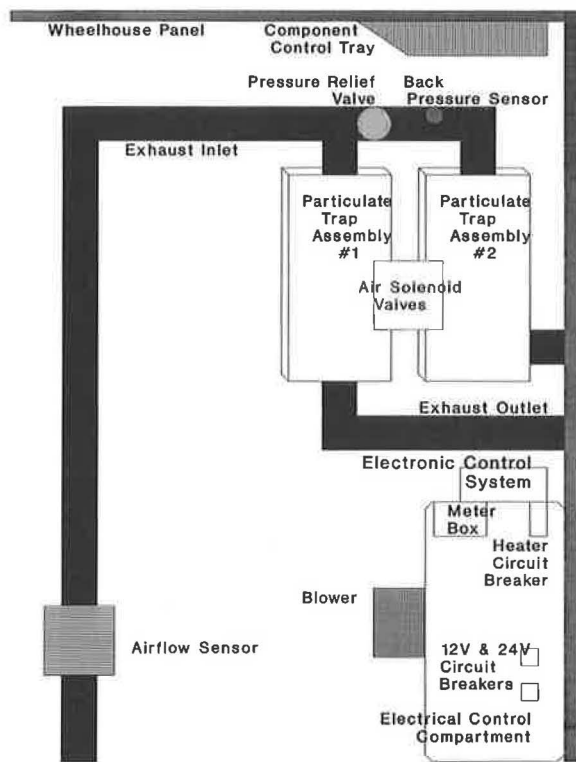 Wheelhouse Panel
Component
Control Tray
Pressure Relief
Valve
Back
Pressure Sensor
Exhaust Inlet
Particulate
Trap
Assembly
#1
Particulate
Trap
Assembly
#2
Air Solenoid
Valves
Exhaust Outlet
Electronic Control
System
Meter
Box
Heater
Circuit
Breaker
Blower
Airflow Sensor
12V & 24V
Circuit
Breakers
Electrical Control
Compartment